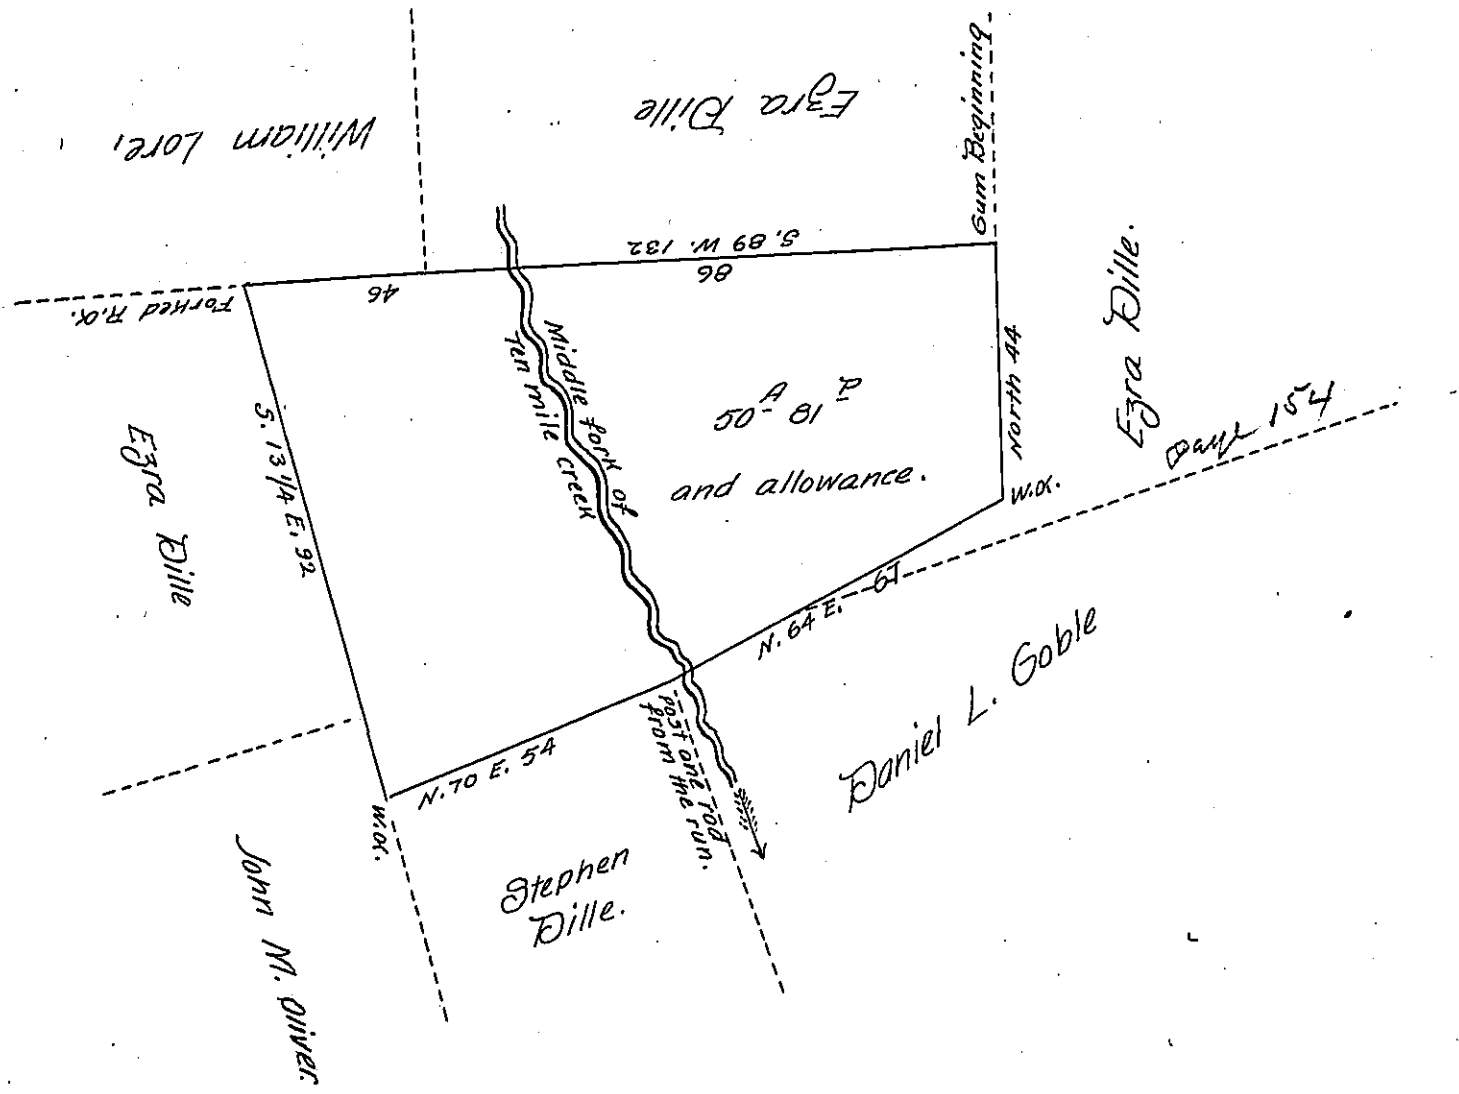 William Lore,
Ezra Dille
Gum Beginning
S. 89 W. 132
86
46
Forked R.O.
North 44
Ezra Dille.
Page 154
W.O.
50 A - 81 P
and allowance.
Middle fork of
Ten mile creek
S. 13 1/4 E. 92
Ezra Dille
N. 64 E. 67
N. 70 E. 54
W.O.
post one rod
from the run.
Daniel L. Goble
Stephen
Dille.
John M. Oliver.